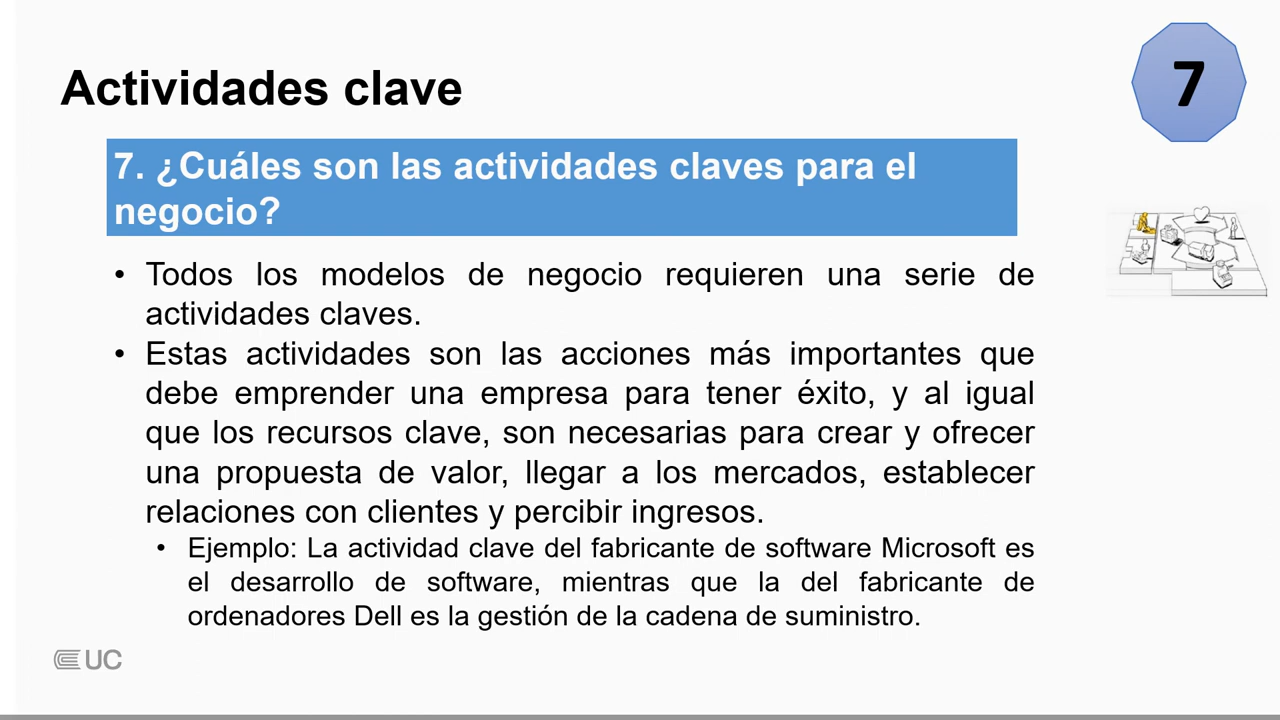 7
Actividades clave
7. ¿Cuáles son las actividades claves para el
negocio?
• Todos los modelos de negocio requieren una serie de
actividades claves.
• Estas actividades son las acciones más importantes que
debe emprender una empresa para tener éxito, y al igual
que los recursos clave, son necesarias para crear y ofrecer
una propuesta de valor, llegar a los mercados, establecer
relaciones con clientes y percibir ingresos.
• Ejemplo: La actividad clave del fabricante de software Microsoft es
el desarrollo de software, mientras que la del fabricante de
ordenadores Dell es la gestión de la cadena de suministro.
UC